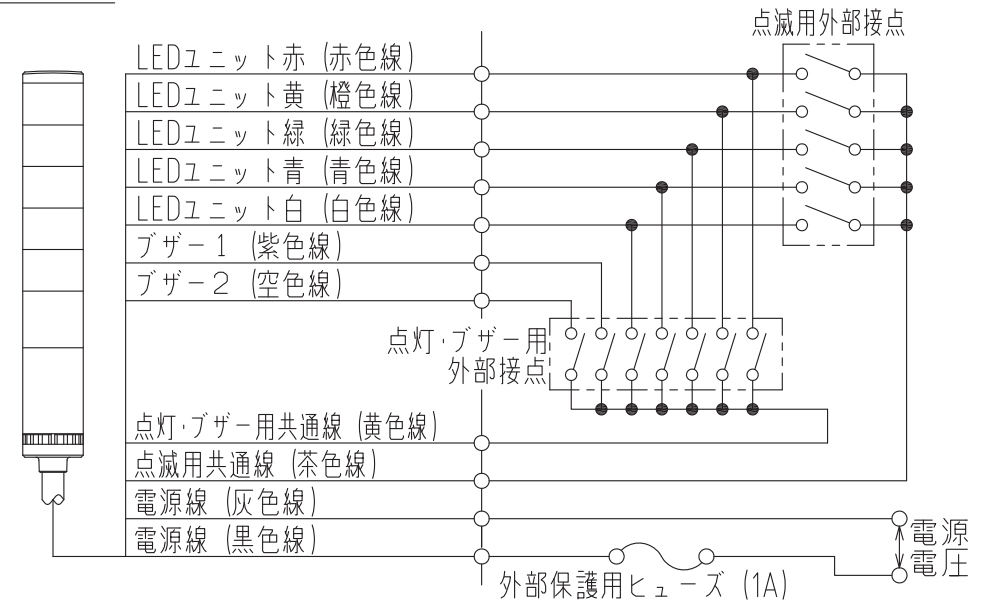 点滅用外部接点
LEDユニット赤 (赤色線)
LEDユニット黄 (橙色線)
LEDユニット緑 (緑色線)
LEDユニット青 (青色線)
LEDユニット白 (白色線)
ブザー1 (紫色線)
ブザー2 (空色線)
点灯・ブザー用
外部接点
点灯・ブザー用共通線 (黄色線)
点滅用共通線 (茶色線)
電源線 (灰色線)
電源線 (黒色線)
電源
電圧
外部保護用ヒューズ (1A)